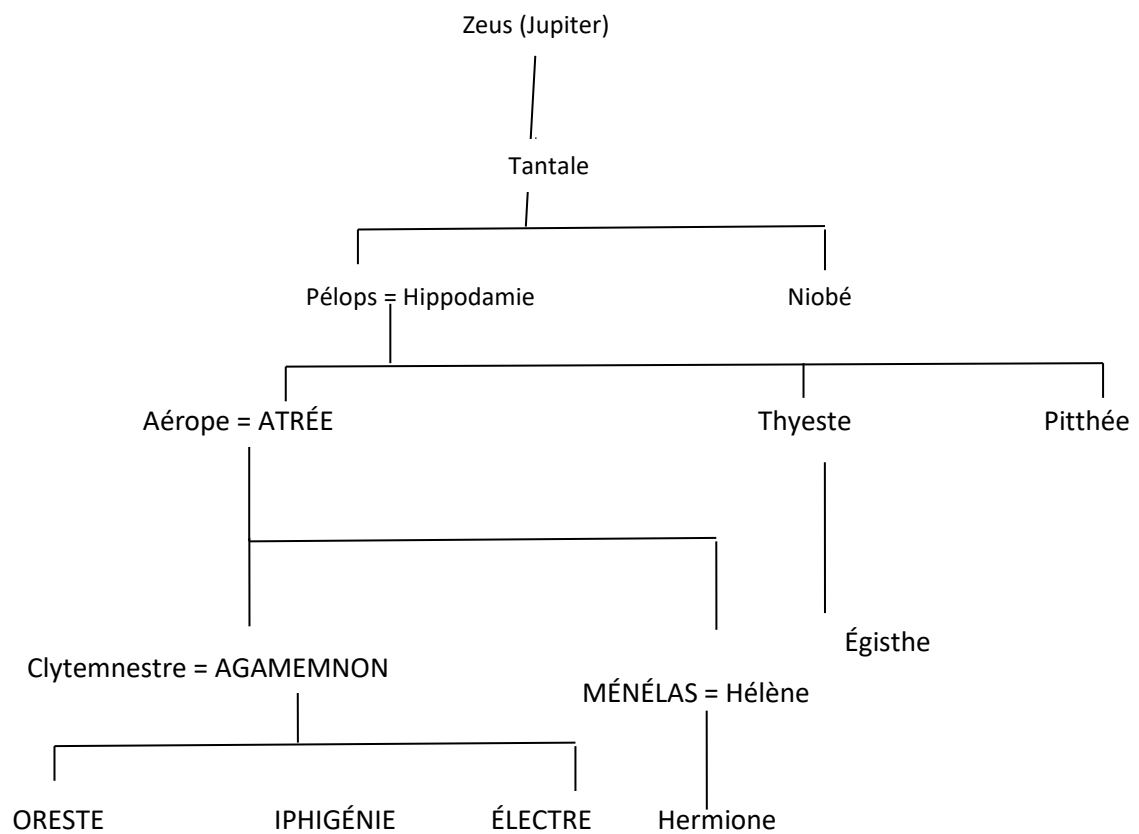 Zeus (Jupiter)
Tantale
Pélops = Hippodamie Niobé
Aérope = ATRÉE Thyeste Pitthée
Égisthe
Clytemnestre = AGAMEMNON
MÉNÉLAS = Hélène
ORESTE IPHIGÉNIE ÉLECTRE Hermione